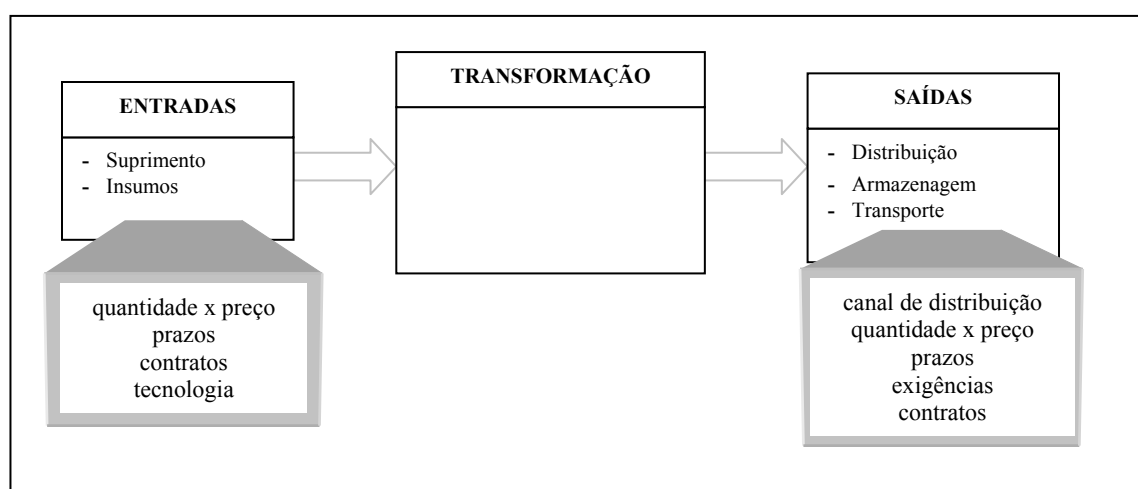 ENTRADAS
- Suprimento
- Insumos
quantidade x preço
prazos
contratos
tecnologia
TRANSFORMAÇÃO
SAÍDAS
- Distribuição
- Armazenagem
- Transporte
canal de distribuição
quantidade x preço
prazos
exigências
contratos